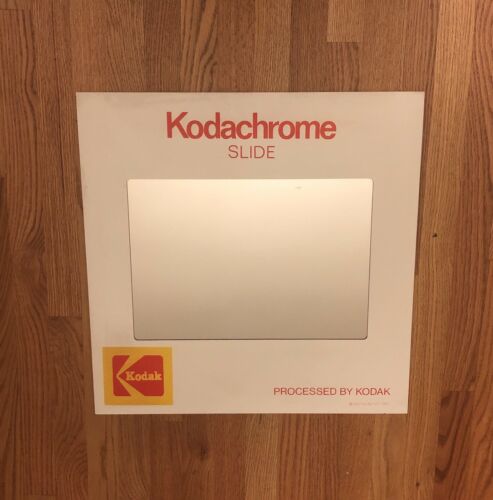 Kodachrome
SLIDE
Kodak
PROCESSED BY KODAK